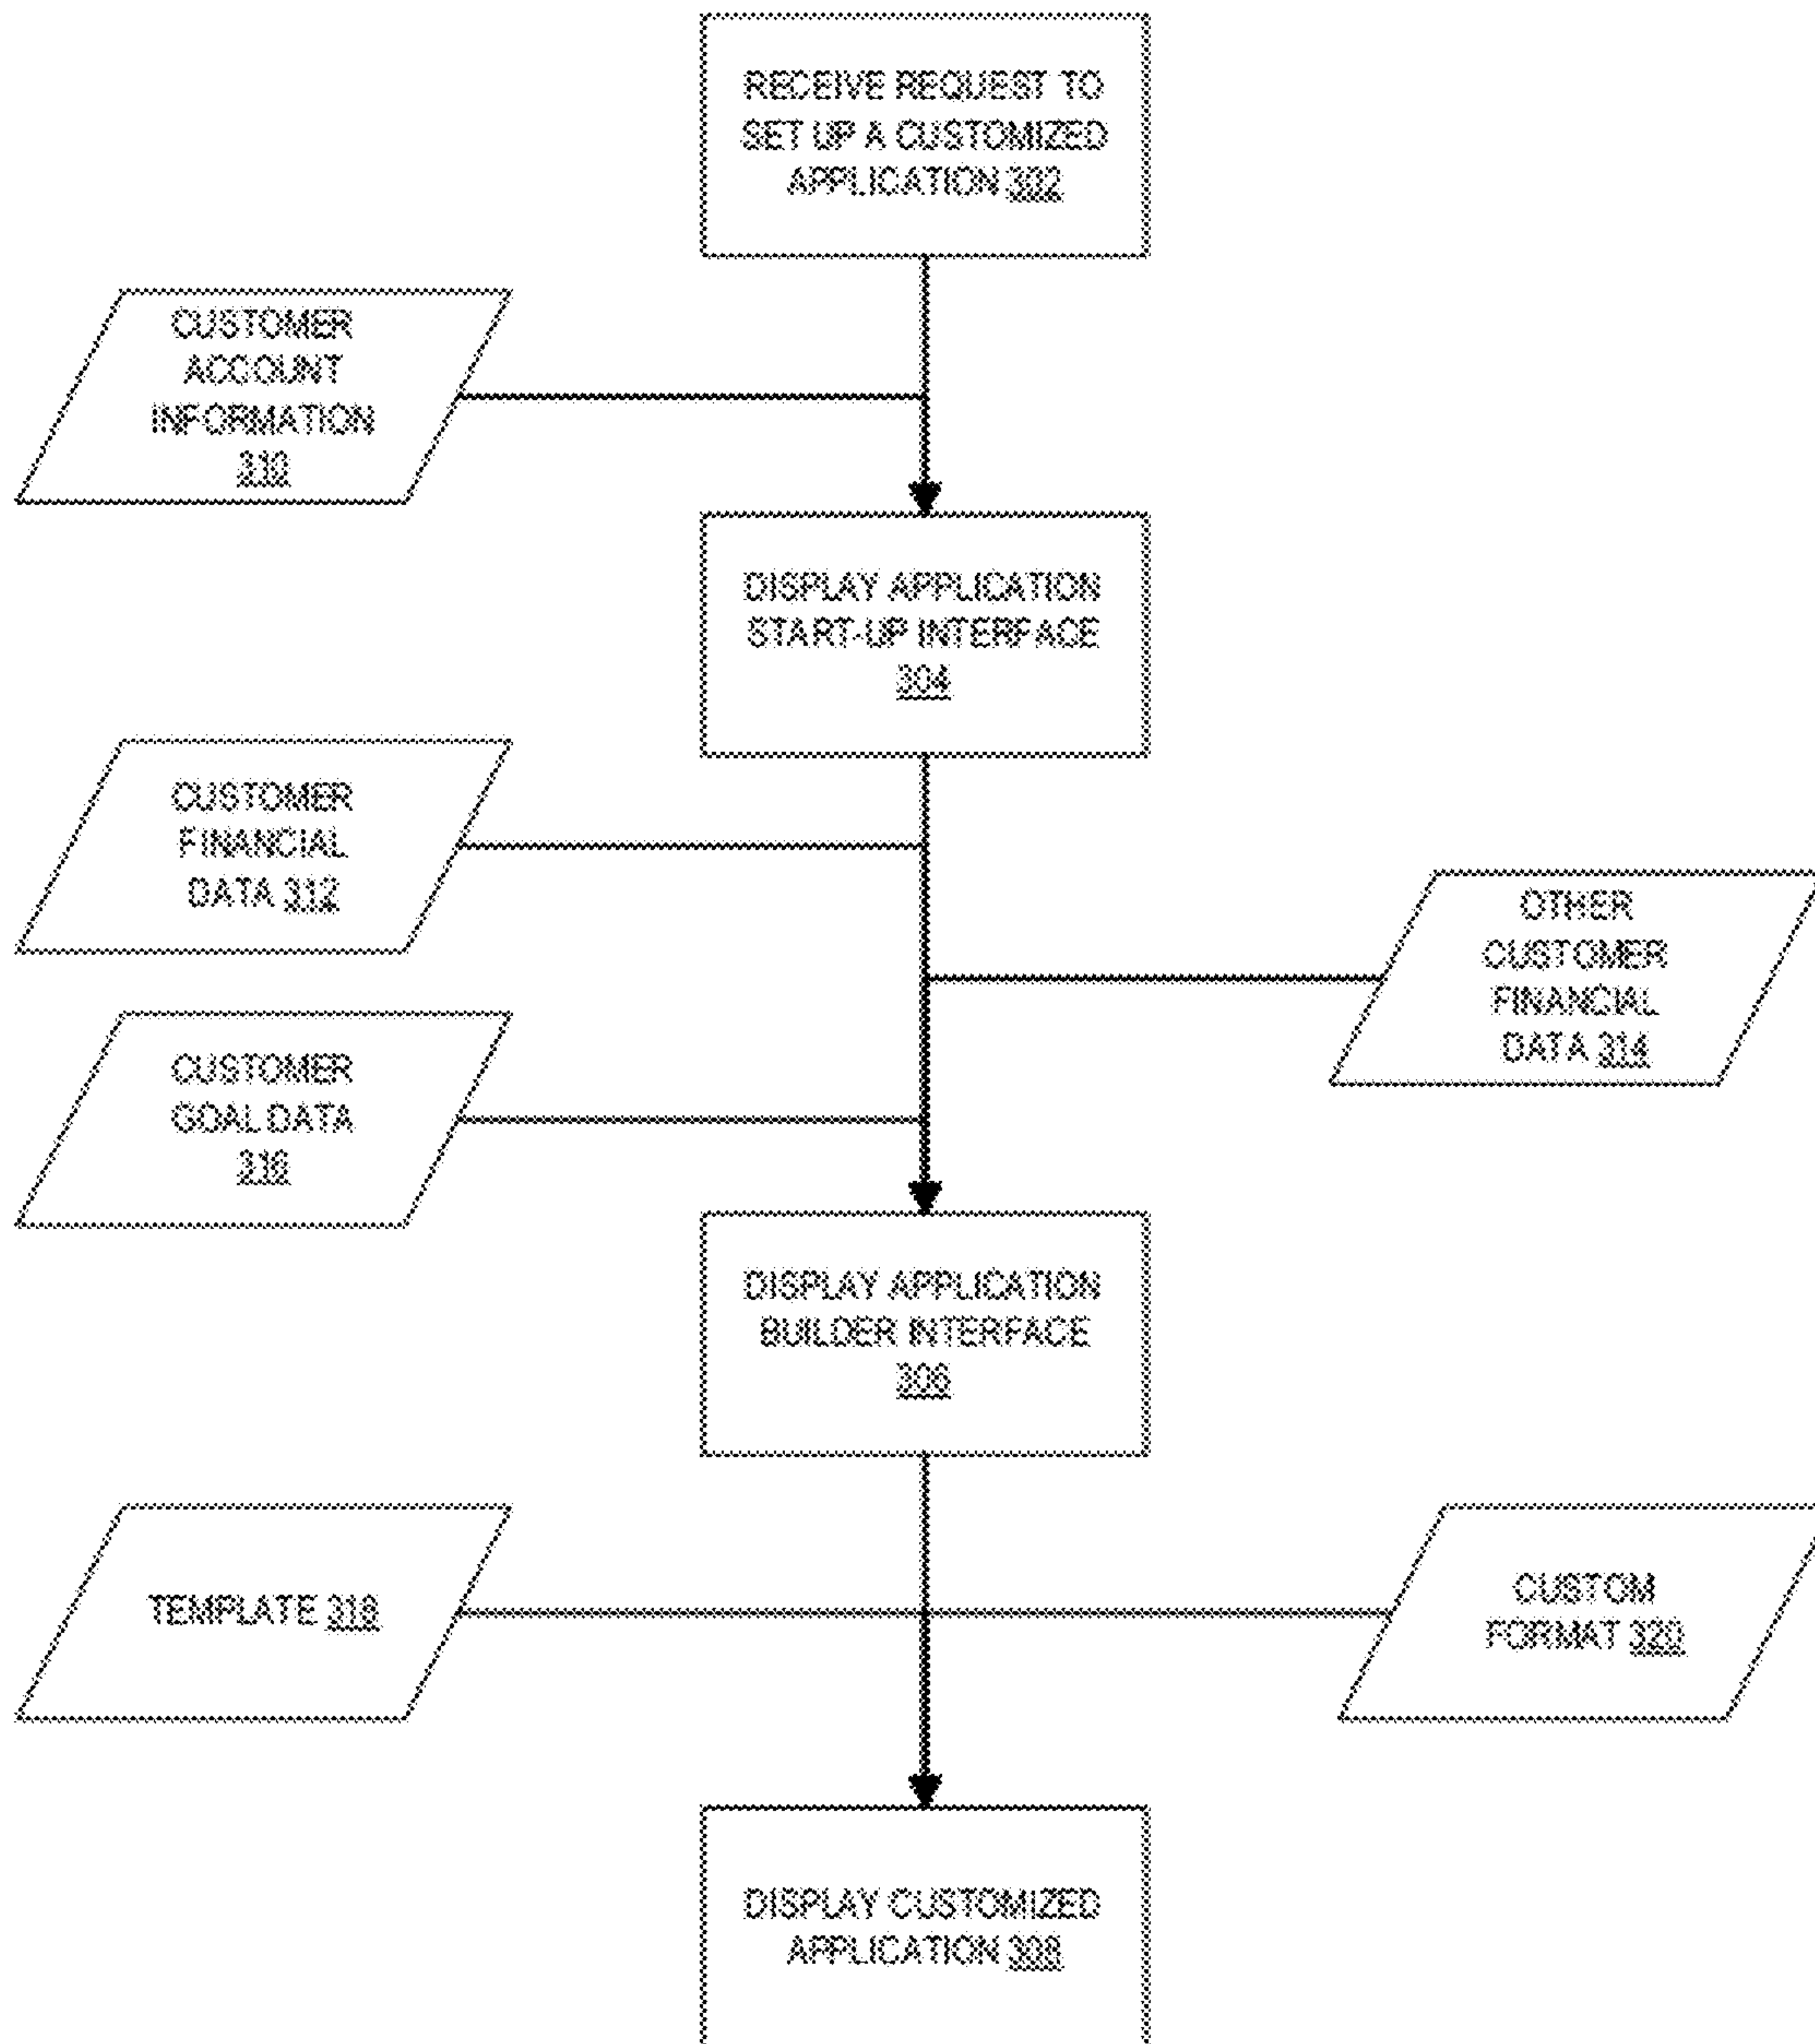 RECEIVE REQUEST TO
SET UP A CUSTOMIZED
APPLICATION 302
CUSTOMER
ACCOUNT
INFORMATION
310
DISPLAY APPLICATION
START-UP INTERFACE
304
CUSTOMER
FINANCIAL
DATA 312
OTHER
CUSTOMER
FINANCIAL
DATA 314
CUSTOMER
GOAL DATA
316
DISPLAY APPLICATION
BUILDER INTERFACE
306
TEMPLATE 318
CUSTOM
FORMAT 320
DISPLAY CUSTOMIZED
APPLICATION 308